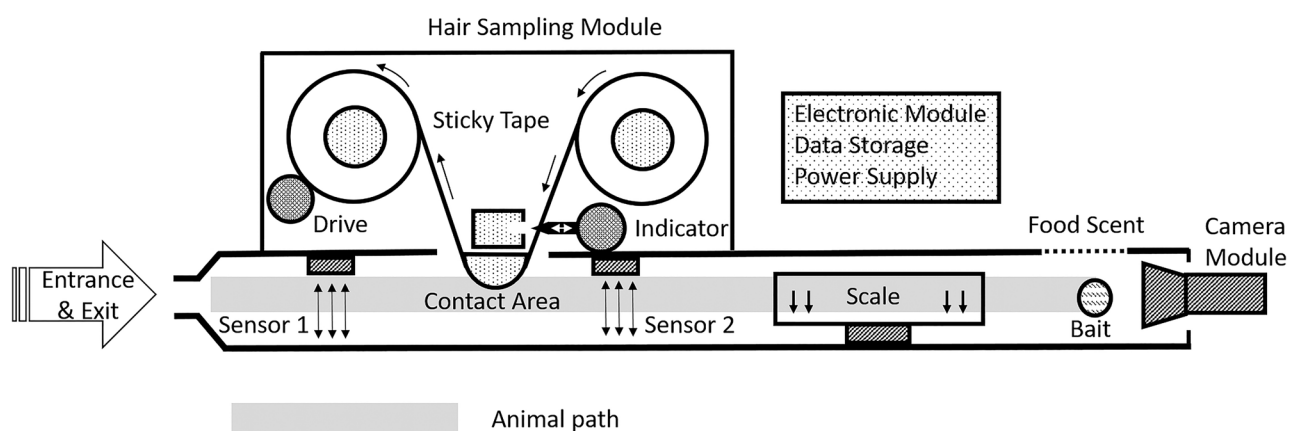 Hair Sampling Module
Sticky Tape
Electronic Module
Data Storage
Power Supply
Drive
Indicator
Food Scent
Camera
Module
Entrance
& Exit
Contact Area
Scale
Sensor 1
Sensor 2
Bait
Animal path